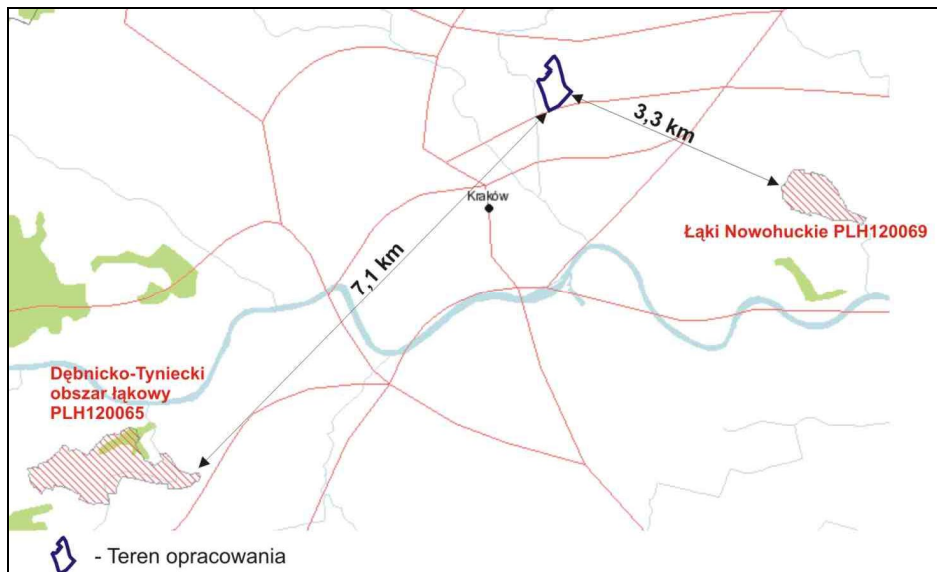 3,3 km
Kraków
Łąki Nowohuckie PLH120069
7,1 km
Dębnicko-Tyniecki
obszar łąkowy
PLH120065
- Teren opracowania